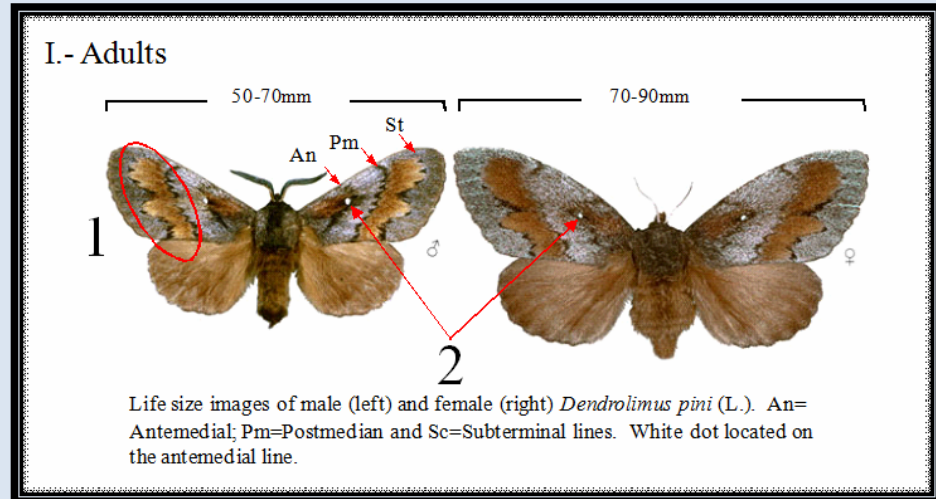 I.- Adults
50-70mm
70-90mm
St
Pm
An
1
♂
♀
2
Life size images of male (left) and female (right) Dendrolimus pini (L.). An=
Antemedial; Pm=Postmedian and Sc=Subterminal lines. White dot located on
the antemedial line.